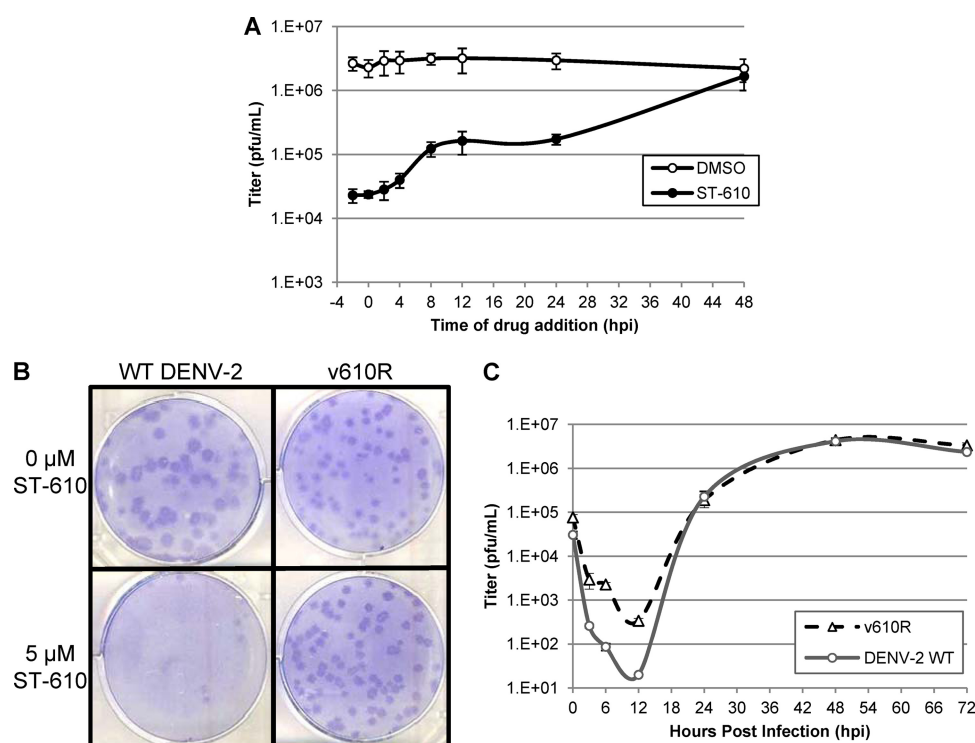 A
Titer (pfu/mL)
1.E+07
1.E+06
1.E+05
1.E+04
1.E+03
-4 0 4 8 12 16 20 24 28 32 36 40 44 48
Time of drug addition (hpi)
DMSO
ST-610
B
WT DENV-2 v610R
0 µM
ST-610
5 µM
ST-610
C
Titer (pfu/mL)
1.E+07
1.E+06
1.E+05
1.E+04
1.E+03
1.E+02
1.E+01
0 6 12 18 24 30 36 42 48 54 60 66 72
Hours Post Infection (hpi)
v610R
DENV-2 WT